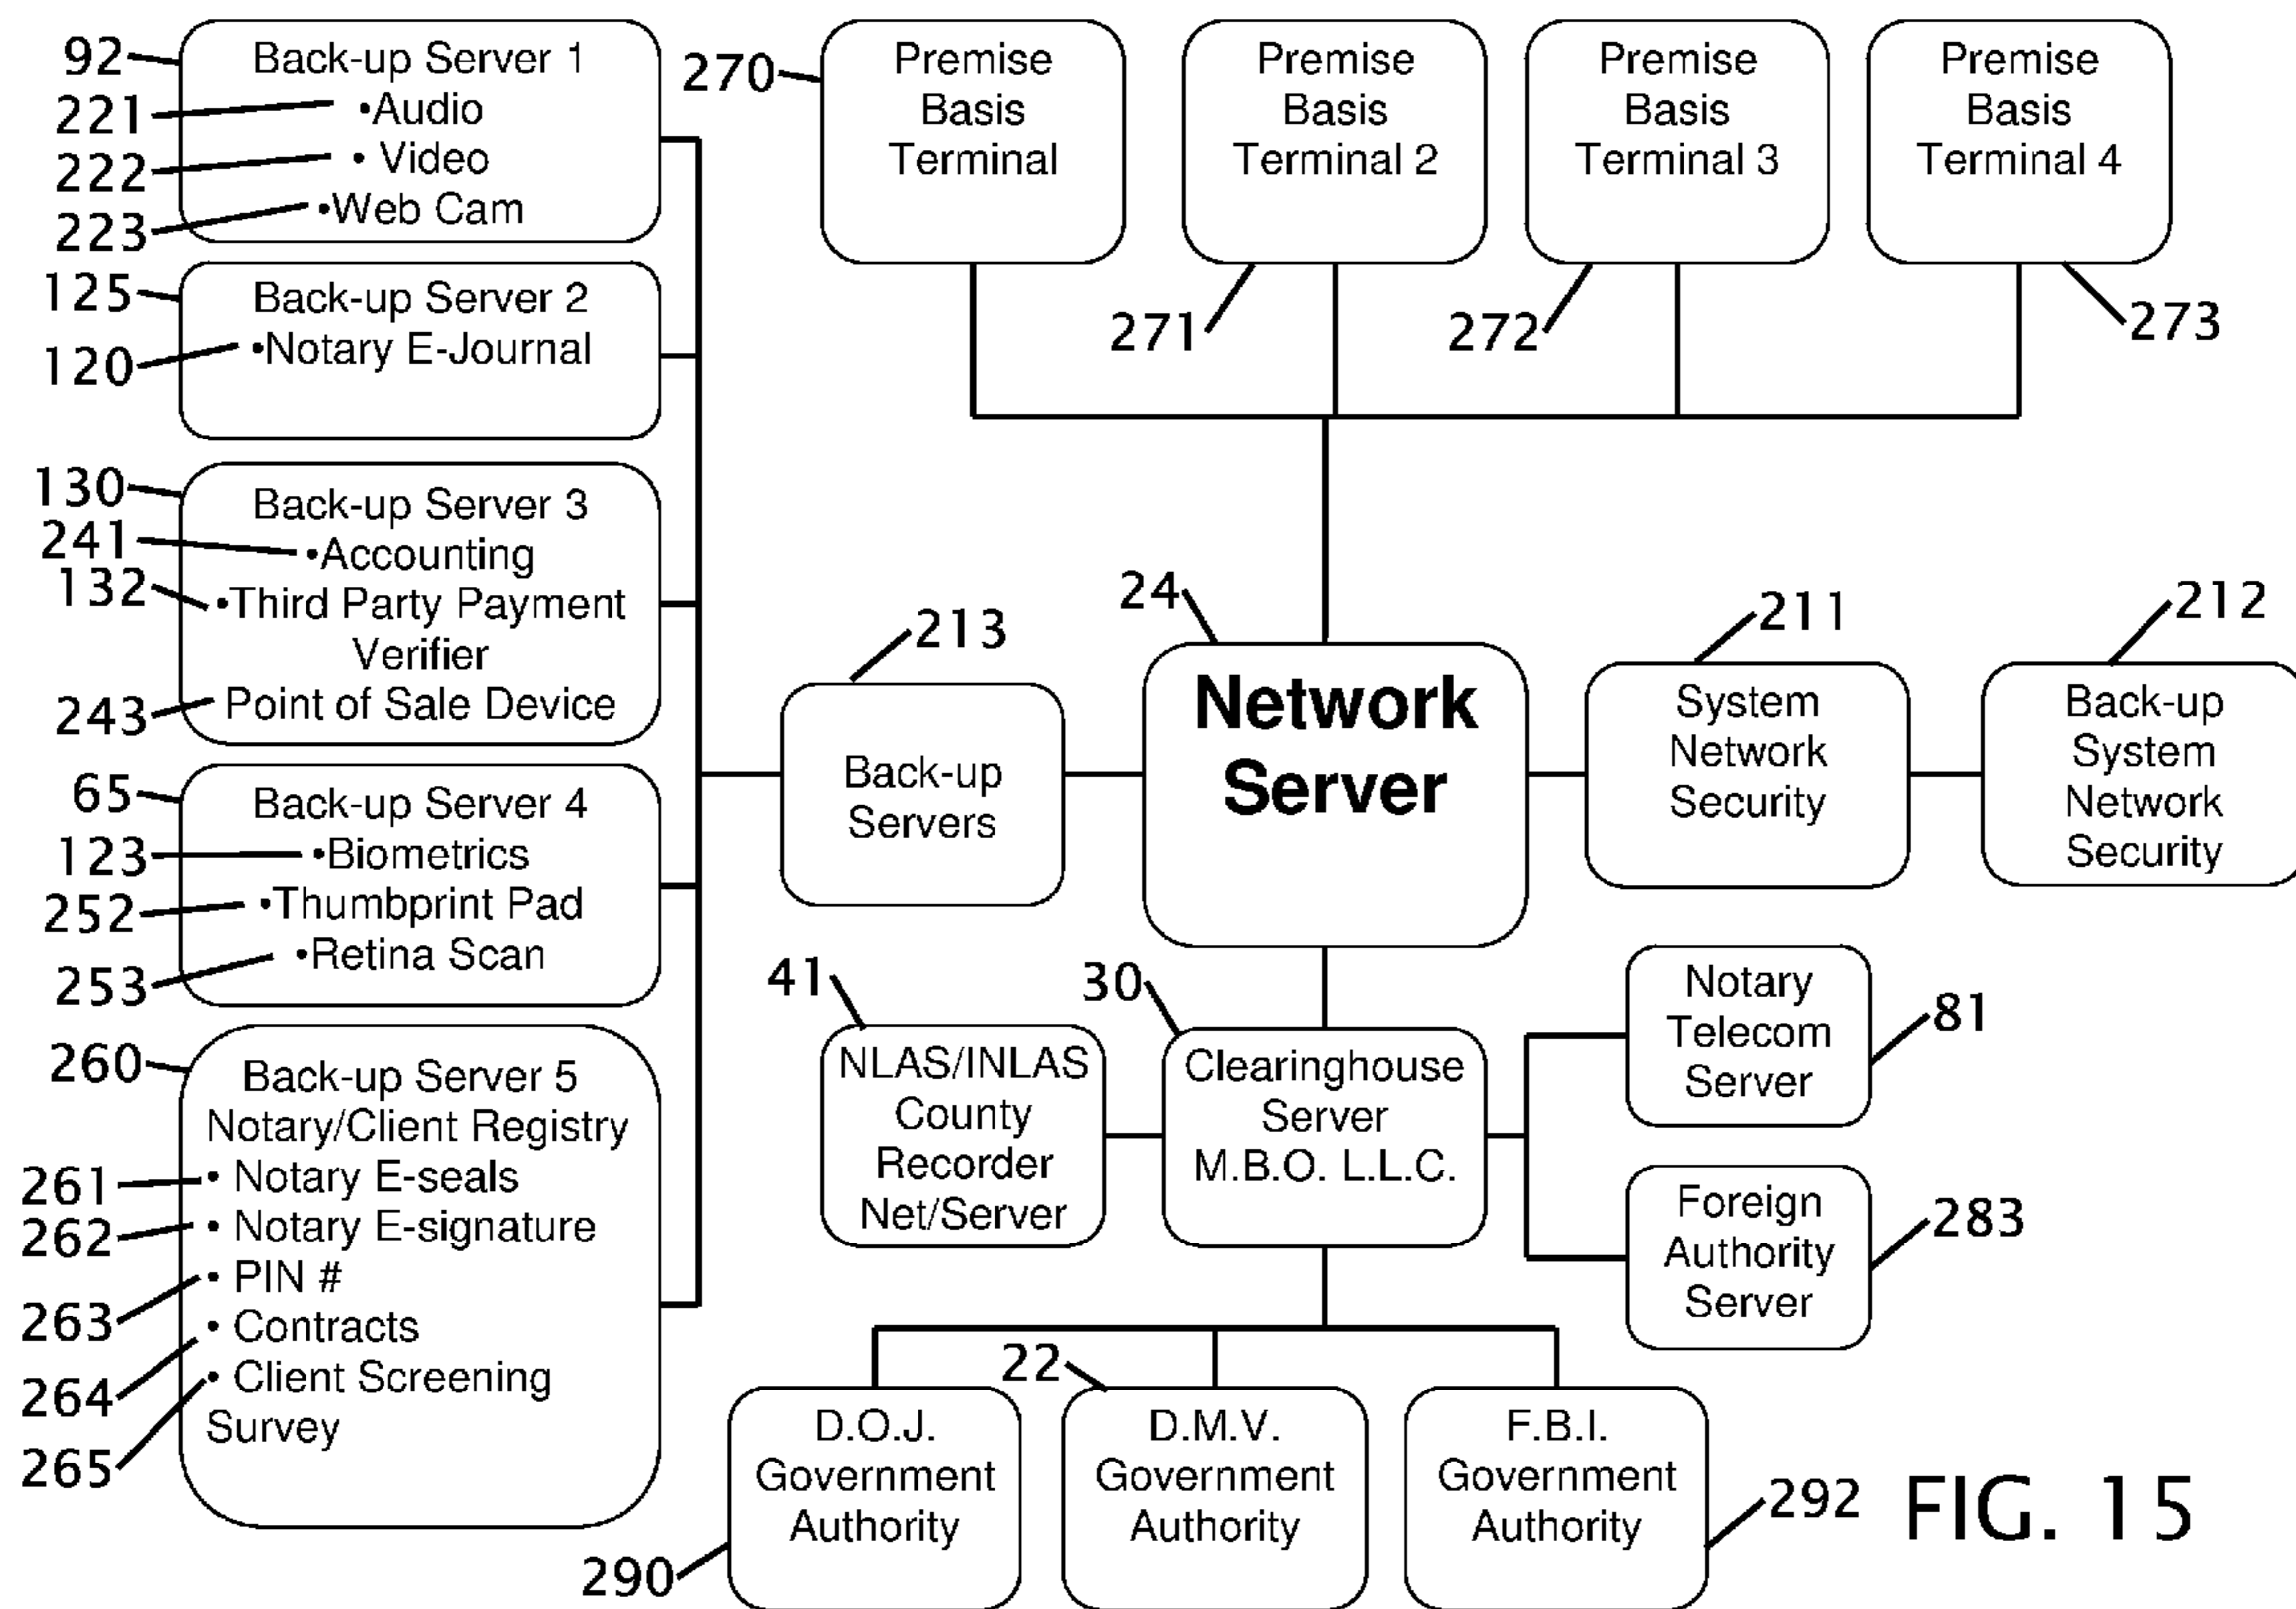 92
Back-up Server 1
221
•Audio
222
• Video
223
•Web Cam
125
Back-up Server 2
120
•Notary E-Journal
130
Back-up Server 3
241
•Accounting
132
•Third Party Payment
Verifier
243
Point of Sale Device
65
Back-up Server 4
123
•Biometrics
252
•Thumbprint Pad
253
•Retina Scan
260
Back-up Server 5
Notary/Client Registry
261
• Notary E-seals
262
• Notary E-signature
263
• PIN #
264
• Contracts
265
• Client Screening
Survey
270
Premise
Basis
Terminal
271
Premise
Basis
Terminal 2
272
Premise
Basis
Terminal 3
273
Premise
Basis
Terminal 4
213
Back-up
Servers
24
Network
Server
211
System
Network
Security
212
Back-up
System
Network
Security
41
NLAS/INLAS
County
Recorder
Net/Server
30
Clearinghouse
Server
M.B.O. L.L.C.
Notary
Telecom
Server
81
Foreign
Authority
Server
283
290
D.O.J.
Government
Authority
22
D.M.V.
Government
Authority
F.B.I.
Government
Authority
292
FIG. 15